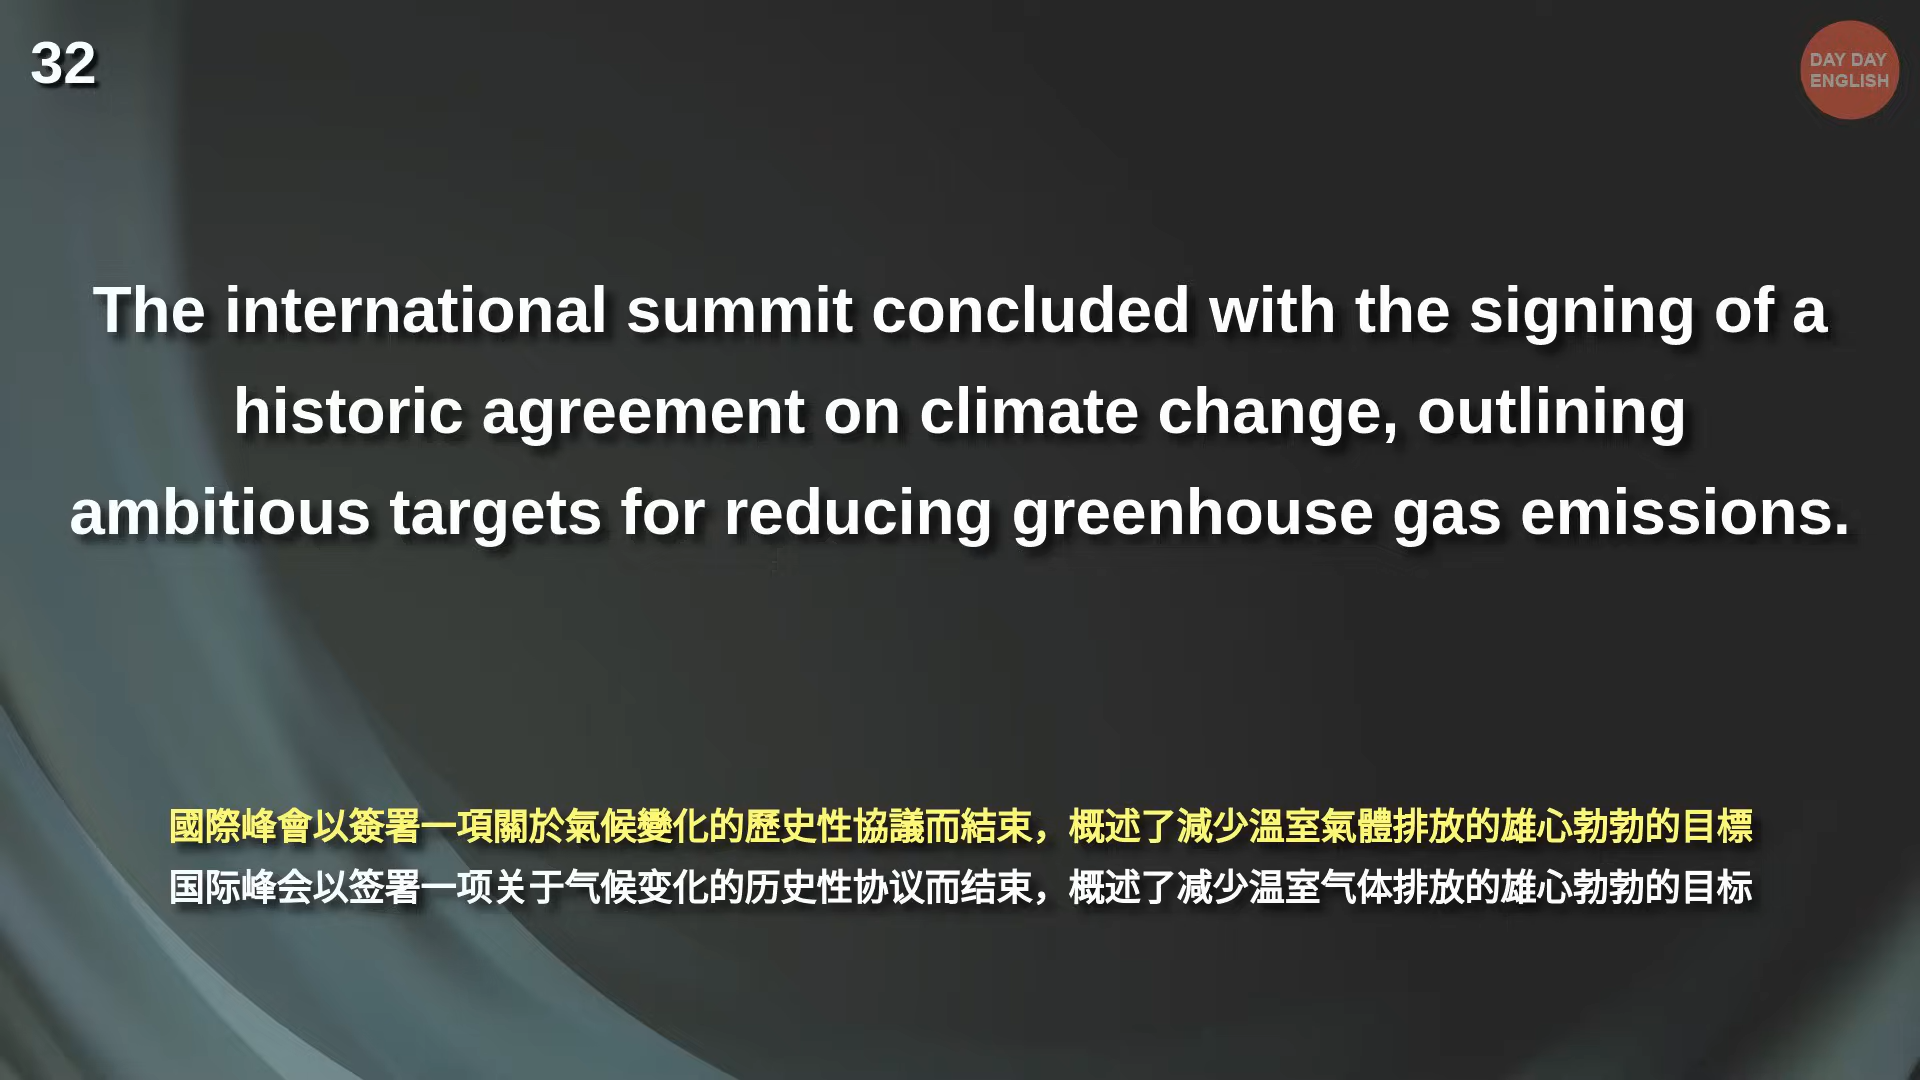 32
DAY DAY
ENGLISH
The international summit concluded with the signing of a
historic agreement on climate change, outlining
ambitious targets for reducing greenhouse gas emissions.
國際峰會以簽署一項關於氣候變化的歷史性協議而結束，概述了減少溫室氣體排放的雄心勃勃的目標
国际峰会以签署一项关于气候变化的历史性协议而结束，概述了减少温室气体排放的雄心勃勃的目标